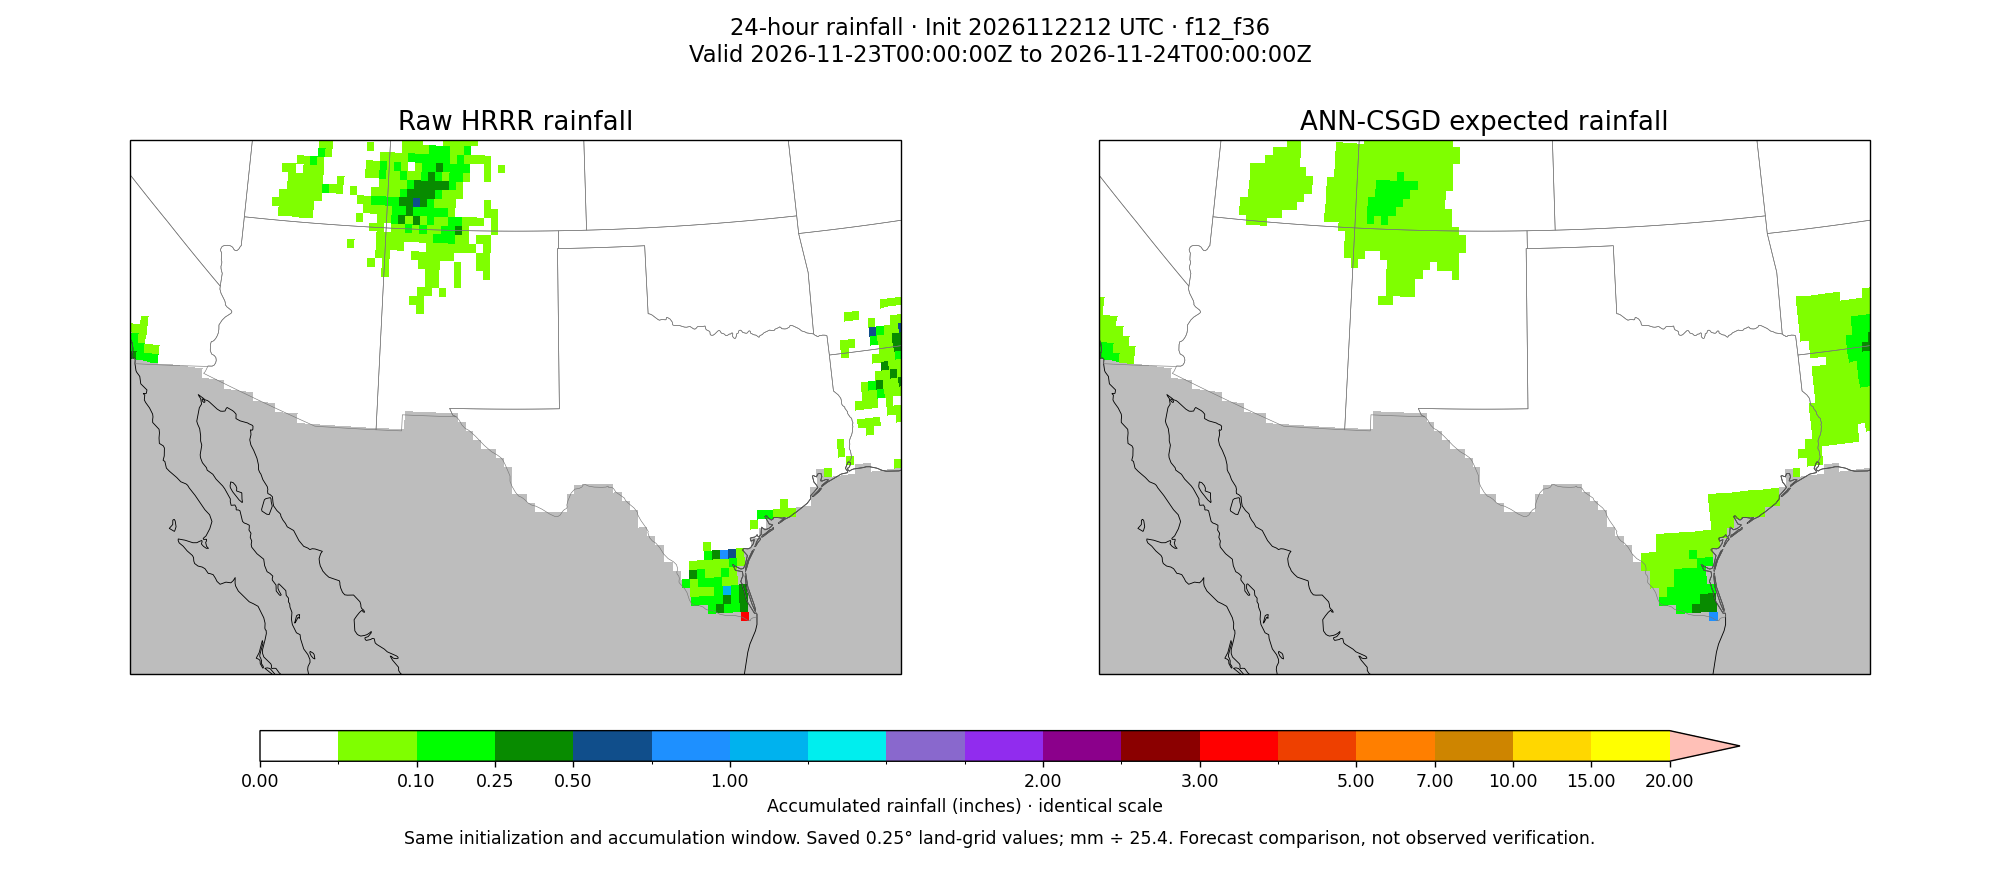 24-hour rainfall · Init 2026112212 UTC · f12_f36
Valid 2026-11-23T00:00:00Z to 2026-11-24T00:00:00Z
Raw HRRR rainfall
ANN-CSGD expected rainfall
0.00 0.10 0.25 0.50 1.00 2.00 3.00 5.00 7.00 10.00 15.00 20.00
Accumulated rainfall (inches) · identical scale
Same initialization and accumulation window. Saved 0.25° land-grid values; mm ÷ 25.4. Forecast comparison, not observed verification.